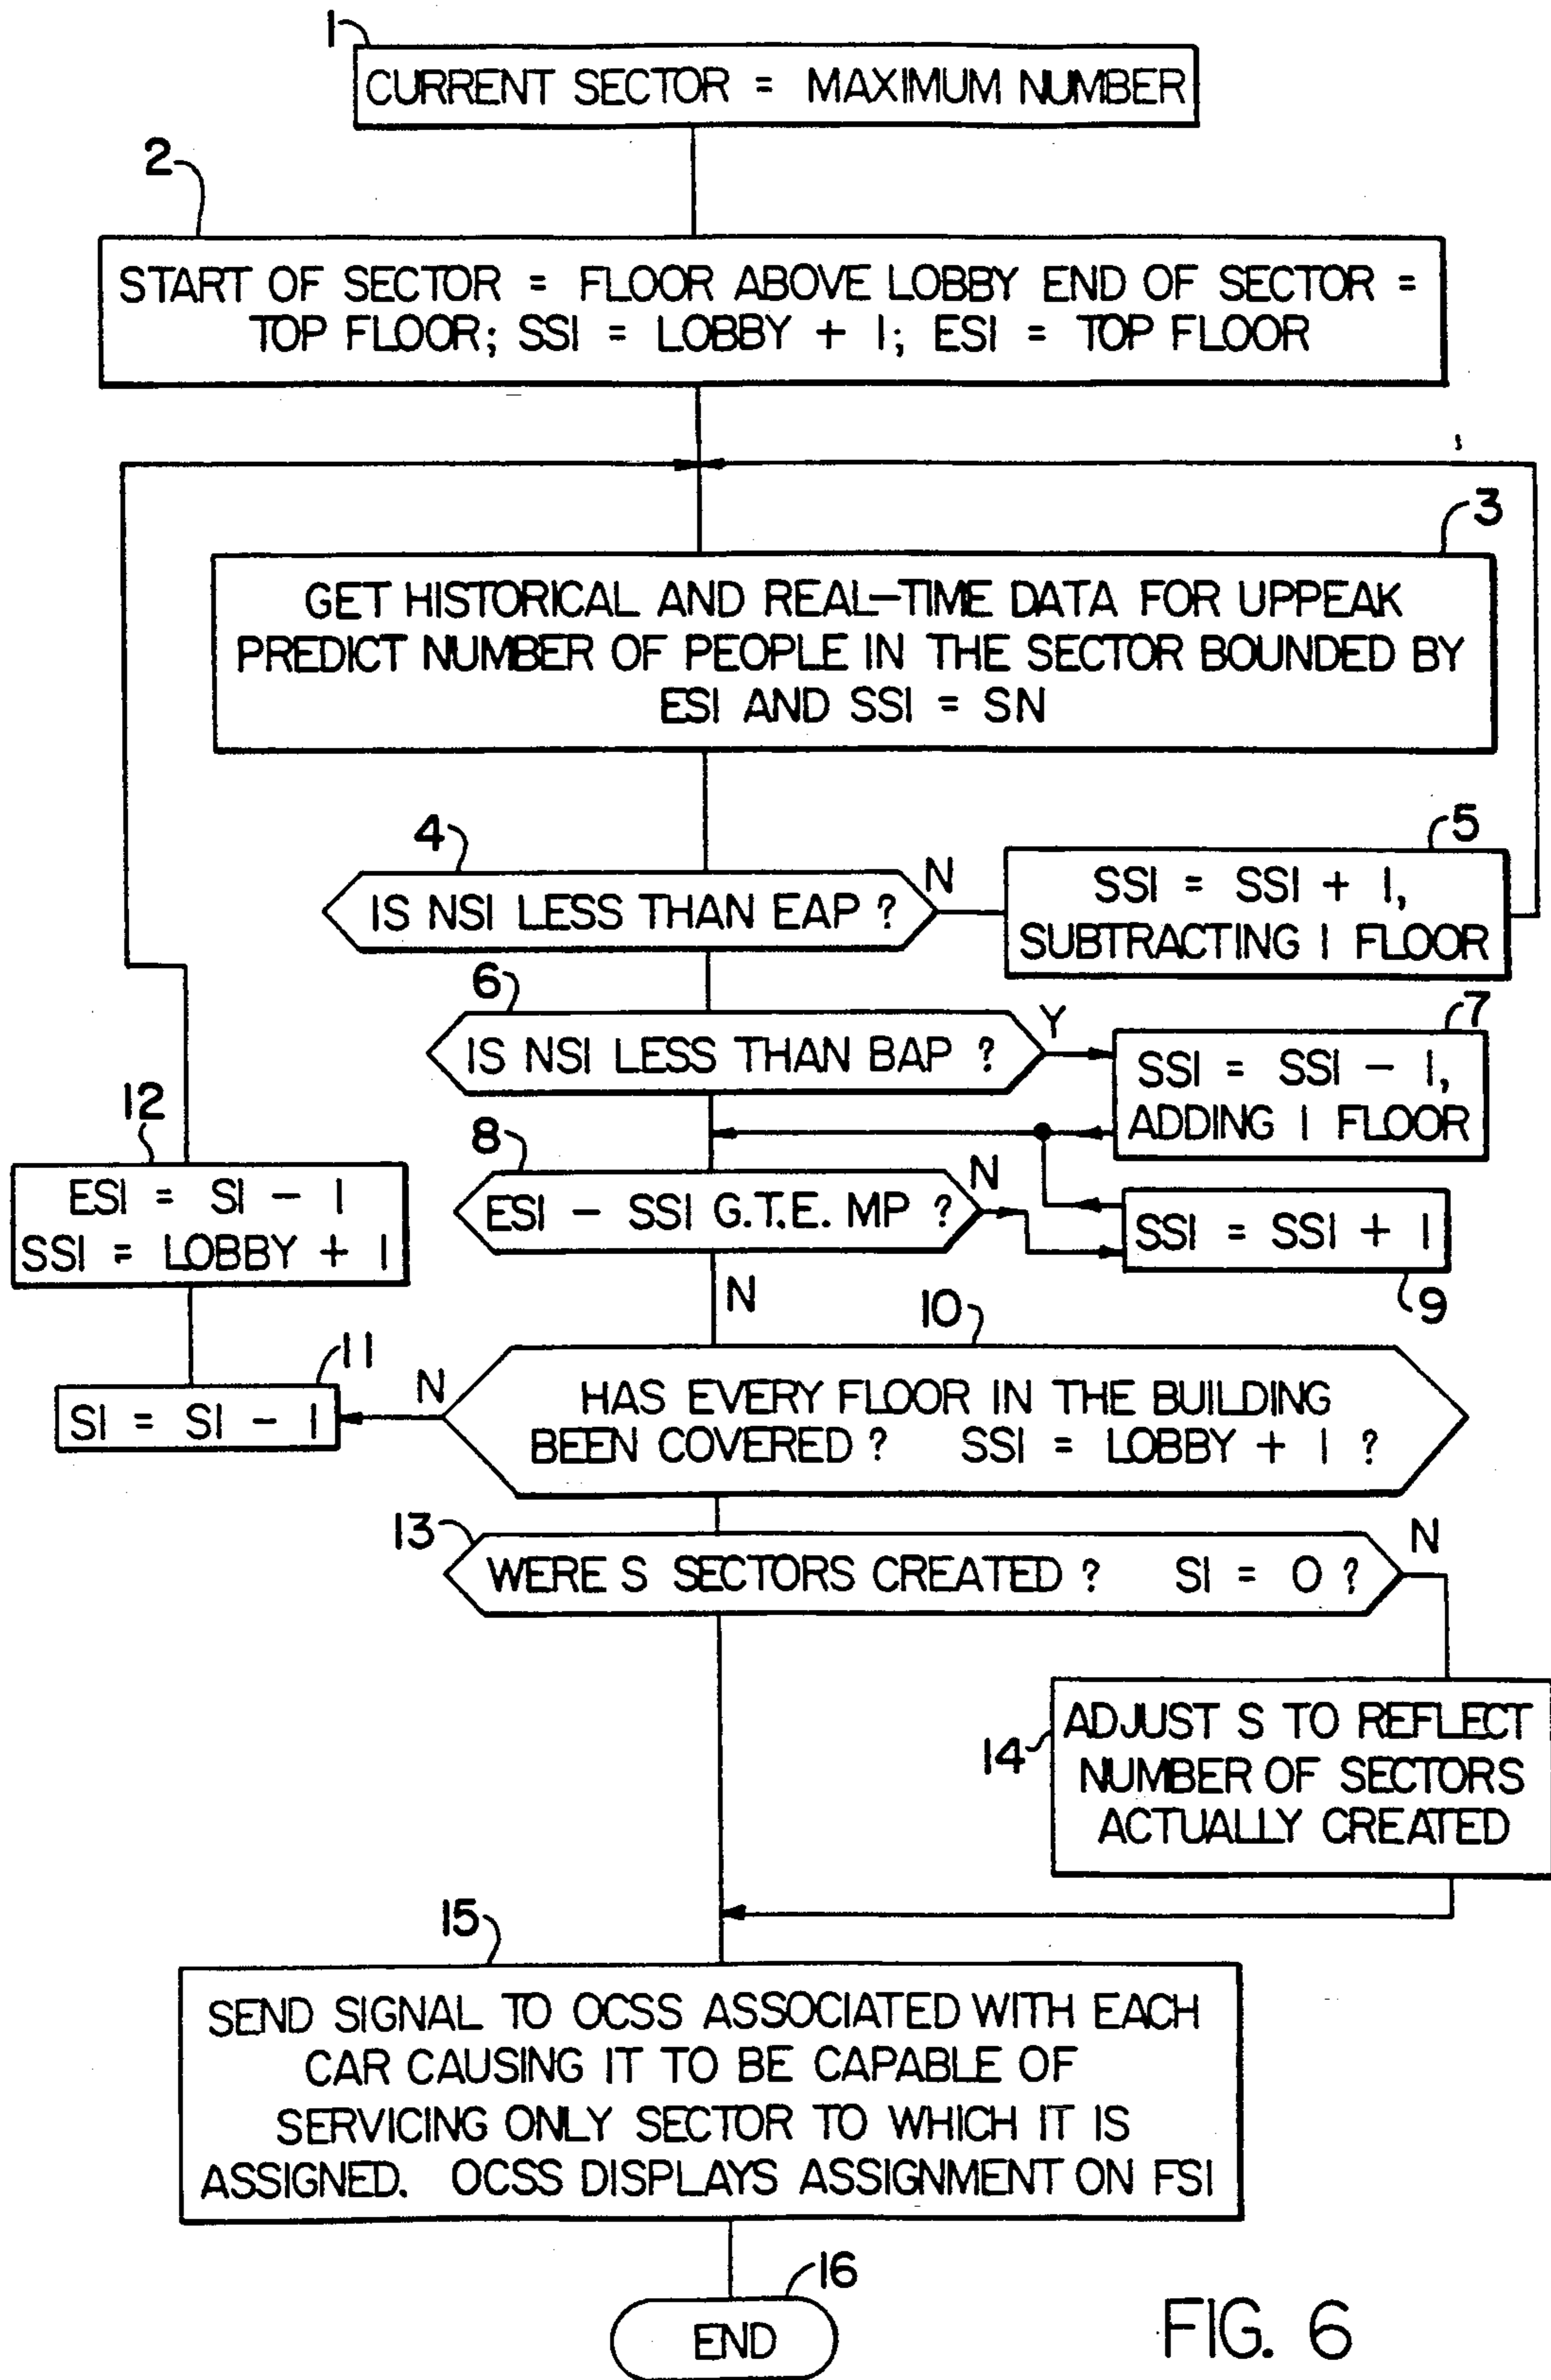 1
CURRENT SECTOR = MAXIMUM NUMBER
2
START OF SECTOR = FLOOR ABOVE LOBBY END OF SECTOR =
TOP FLOOR; SSI = LOBBY + 1; ESI = TOP FLOOR
3
GET HISTORICAL AND REAL-TIME DATA FOR UPPEAK
PREDICT NUMBER OF PEOPLE IN THE SECTOR BOUNDED BY
ESI AND SSI = SN
4
IS NSI LESS THAN EAP ?
N
5
SSI = SSI + 1,
SUBTRACTING 1 FLOOR
6
IS NSI LESS THAN BAP ?
Y
7
SSI = SSI - 1,
ADDING 1 FLOOR
8
ESI - SSI G.T.E. MP ?
N
SSI = SSI + 1
9
N
10
HAS EVERY FLOOR IN THE BUILDING
BEEN COVERED ? SSI = LOBBY + 1 ?
N
11
SI = SI - 1
12
ESI = SI - 1
SSI = LOBBY + 1
13
WERE S SECTORS CREATED ? SI = 0 ?
N
14
ADJUST S TO REFLECT
NUMBER OF SECTORS
ACTUALLY CREATED
15
SEND SIGNAL TO OCSS ASSOCIATED WITH EACH
CAR CAUSING IT TO BE CAPABLE OF
SERVICING ONLY SECTOR TO WHICH IT IS
ASSIGNED. OCSS DISPLAYS ASSIGNMENT ON FSI
16
END
FIG. 6